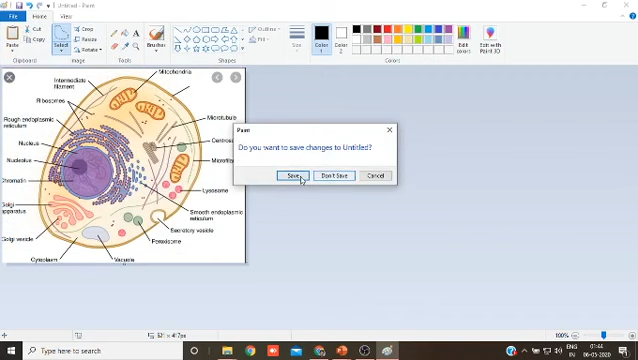 Untitled - Paint
File Home View
Paste
Cut
Copy
Clipboard
Select
Crop
Resize
Rotate
Image
Tools
Brushes
Shapes
Outline
Fill
Size
Color 1
Color 2
Colors
Edit colors
Edit with Paint 3D
Mitochondria
Intermediate filament
Ribosomes
Rough endoplasmic reticulum
Nucleus
Nucleolus
Chromatin
Golgi apparatus
Golgi vesicle
Cytoplasm
Vacuole
Peroxisome
Secretory vesicle
Smooth endoplasmic reticulum
Lysosome
Microfil
Centroso
Microtubule
Paint
Do you want to save changes to Untitled?
Save
Don't Save
Cancel
100%
Type here to search
ENG
IN
01:44
06-05-2020